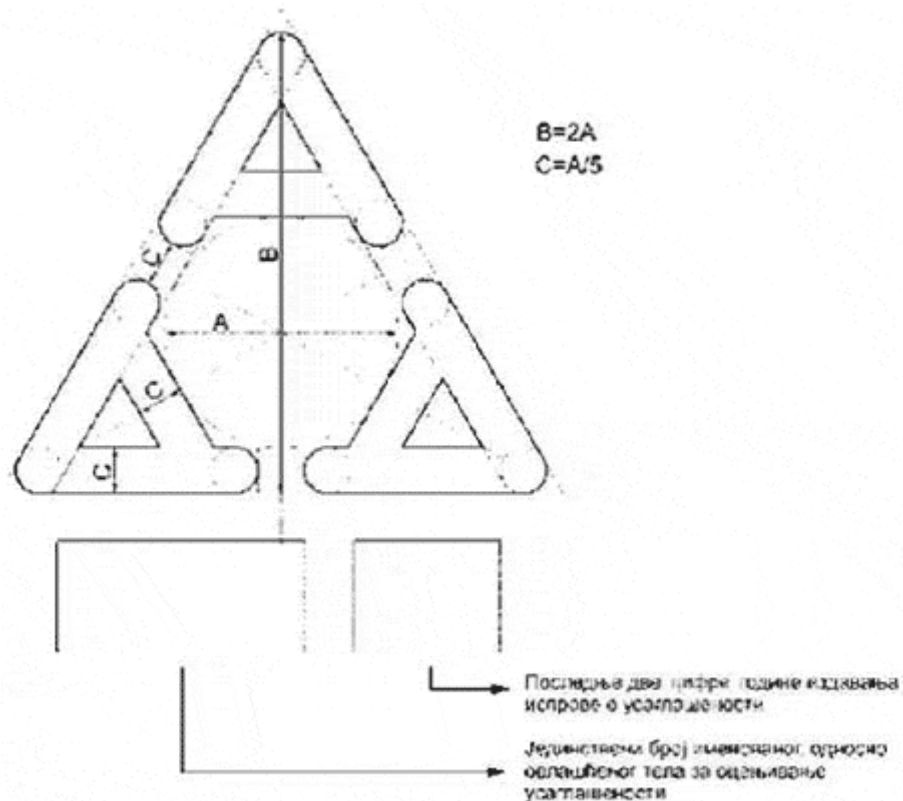 B=2A
C=A/5
C
B
A
C
C
Последње две цифре године издавања
исправе о усаглашености
Јединствени број именованог, односно
овлашћеног тела за оцењивање
усаглашености